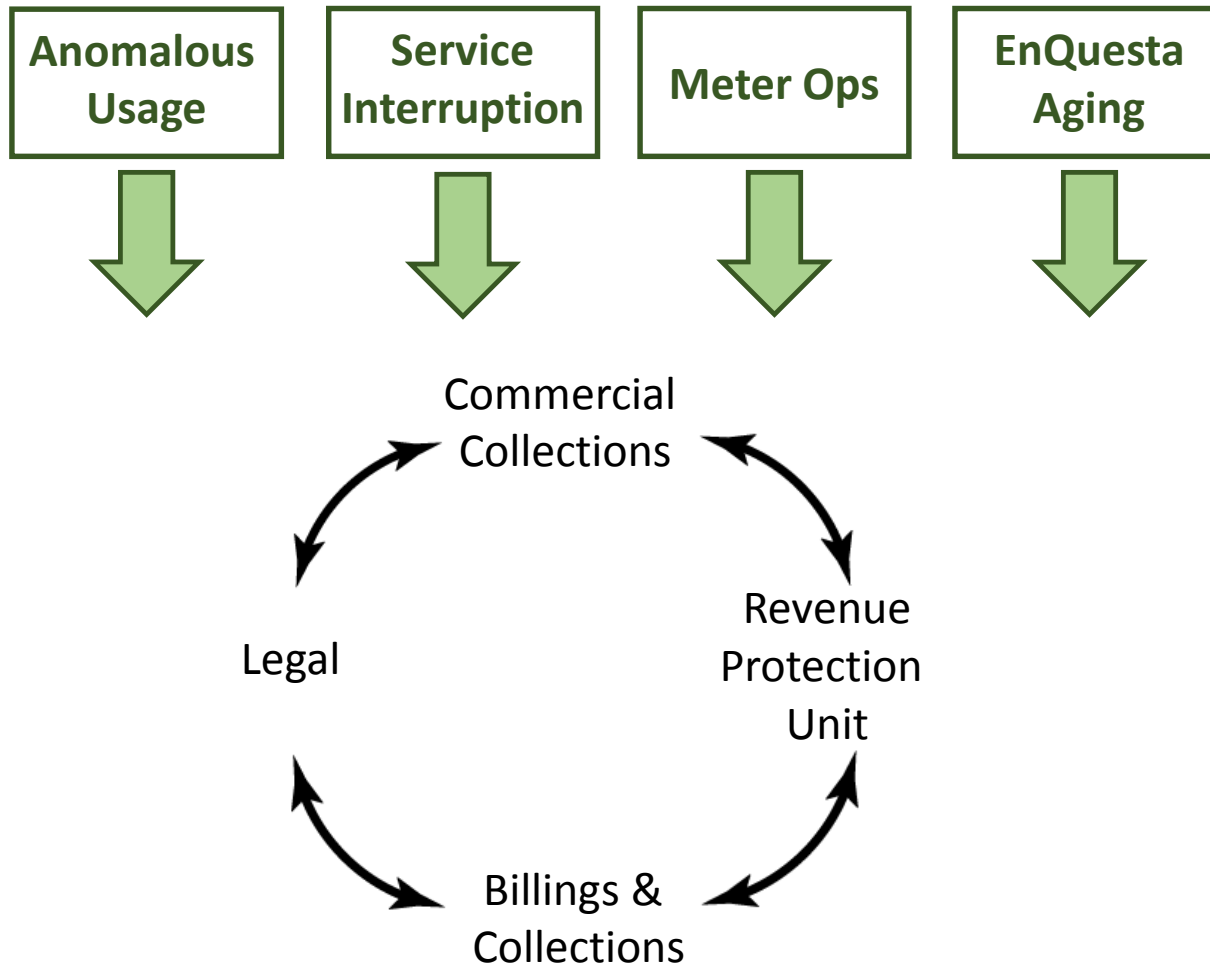 Anomalous
Usage
Service
Interruption
Meter Ops
EnQuesta
Aging
Commercial
Collections
Legal
Revenue
Protection
Unit
Billings &
Collections